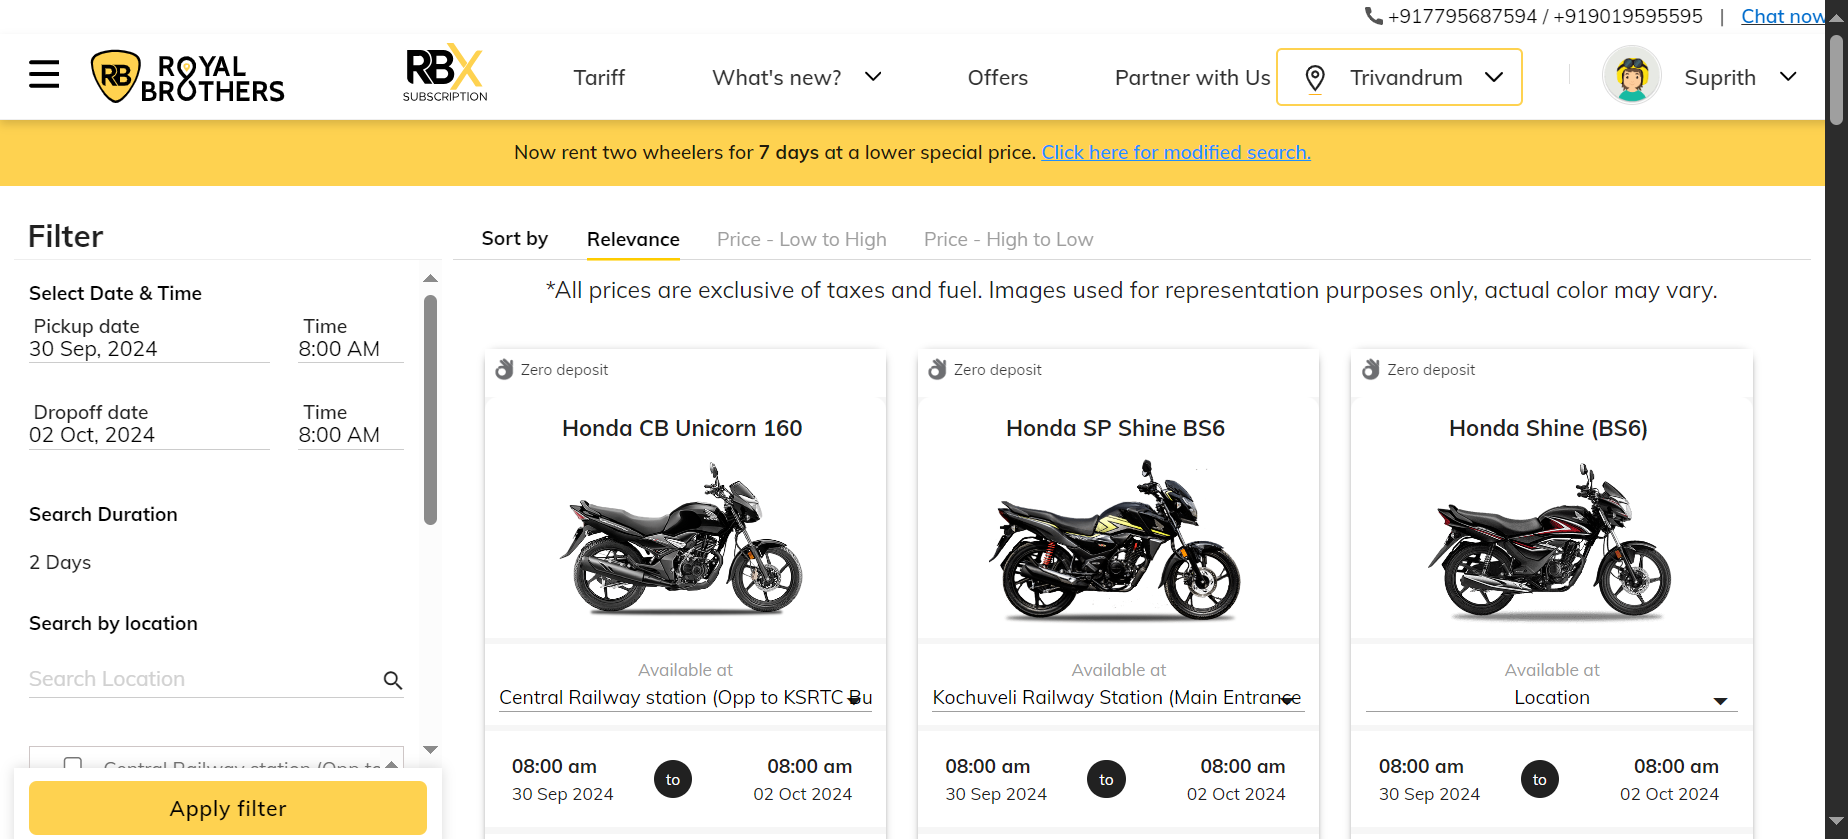 +917795687594 / +919019595595 | Chat now
RB ROYAL BROTHERS
RBX SUBSCRIPTION
Tariff
What's new?
Offers
Partner with Us
Trivandrum
Suprith
Now rent two wheelers for 7 days at a lower special price. Click here for modified search.
Filter
Select Date & Time
Pickup date Time
30 Sep, 2024 8:00 AM
Dropoff date Time
02 Oct, 2024 8:00 AM
Search Duration
2 Days
Search by location
Search Location
Central Railway station (Opp to
Apply filter
Sort by Relevance Price - Low to High Price - High to Low
*All prices are exclusive of taxes and fuel. Images used for representation purposes only, actual color may vary.
Zero deposit
Honda CB Unicorn 160
Available at
Central Railway station (Opp to KSRTC Bu
08:00 am to 08:00 am
30 Sep 2024 02 Oct 2024
Zero deposit
Honda SP Shine BS6
Available at
Kochuveli Railway Station (Main Entrance
08:00 am to 08:00 am
30 Sep 2024 02 Oct 2024
Zero deposit
Honda Shine (BS6)
Available at
Location
08:00 am to 08:00 am
30 Sep 2024 02 Oct 2024